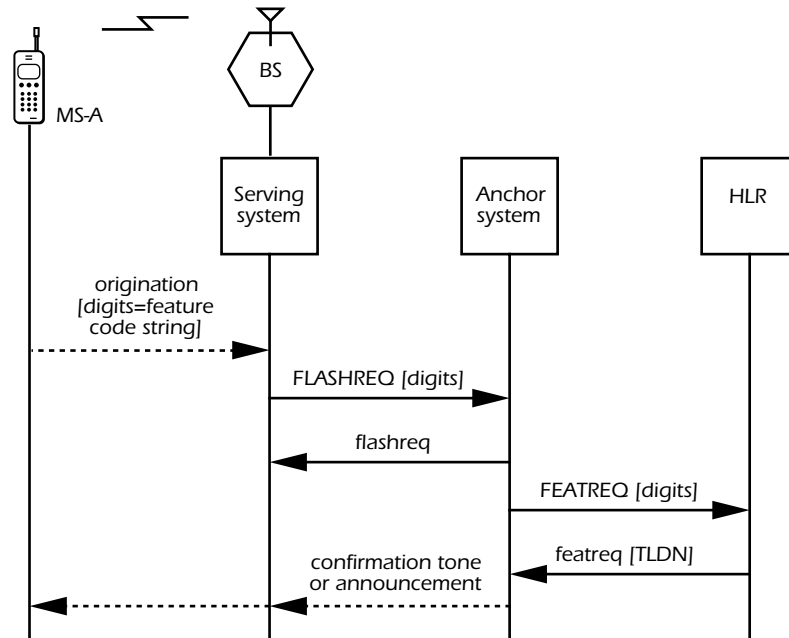 BS
MS-A
Serving
system
Anchor
system
HLR
origination
[digits=feature
code string]
FLASHREQ [digits]
flashreq
FEATREQ [digits]
featreq [TLDN]
confirmation tone
or announcement